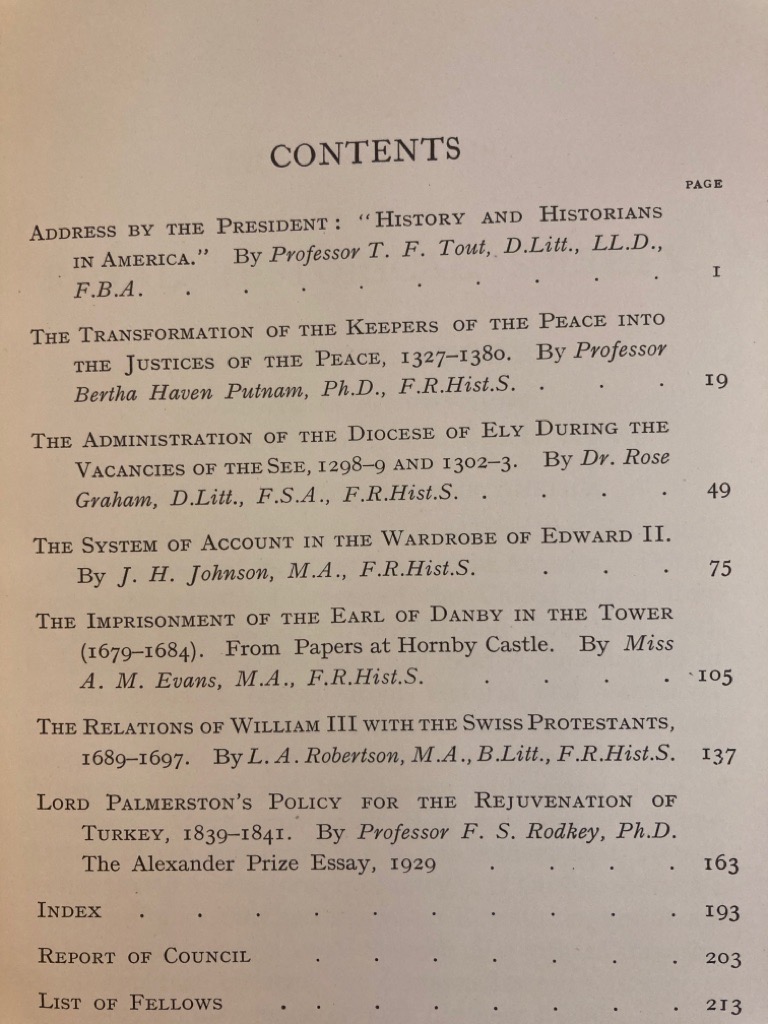 CONTENTS
PAGE
ADDRESS BY THE PRESIDENT: "HISTORY AND HISTORIANS
IN AMERICA." By Professor T. F. Tout, D.Litt., LL.D.,
F.B.A. . . . . . . . . 1
THE TRANSFORMATION OF THE KEEPERS OF THE PEACE INTO
THE JUSTICES OF THE PEACE, 1327–1380. By Professor
Bertha Haven Putnam, Ph.D., F.R.Hist.S. . . . 19
THE ADMINISTRATION OF THE DIOCESE OF ELY DURING THE
VACANCIES OF THE SEE, 1298–9 AND 1302–3. By Dr. Rose
Graham, D.Litt., F.S.A., F.R.Hist.S. . . . . 49
THE SYSTEM OF ACCOUNT IN THE WARDROBE OF EDWARD II.
By J. H. Johnson, M.A., F.R.Hist.S. . . . 75
THE IMPRISONMENT OF THE EARL OF DANBY IN THE TOWER
(1679–1684). From Papers at Hornby Castle. By Miss
A. M. Evans, M.A., F.R.Hist.S. . . . 105
THE RELATIONS OF WILLIAM III WITH THE SWISS PROTESTANTS,
1689–1697. By L. A. Robertson, M.A., B.Litt., F.R.Hist.S. 137
LORD PALMERSTON'S POLICY FOR THE REJUVENATION OF
TURKEY, 1839–1841. By Professor F. S. Rodkey, Ph.D.
The Alexander Prize Essay, 1929 . . . . 163
INDEX . . . . . . . . . . 193
REPORT OF COUNCIL . . . . . . . 203
LIST OF FELLOWS . . . . . . . 213